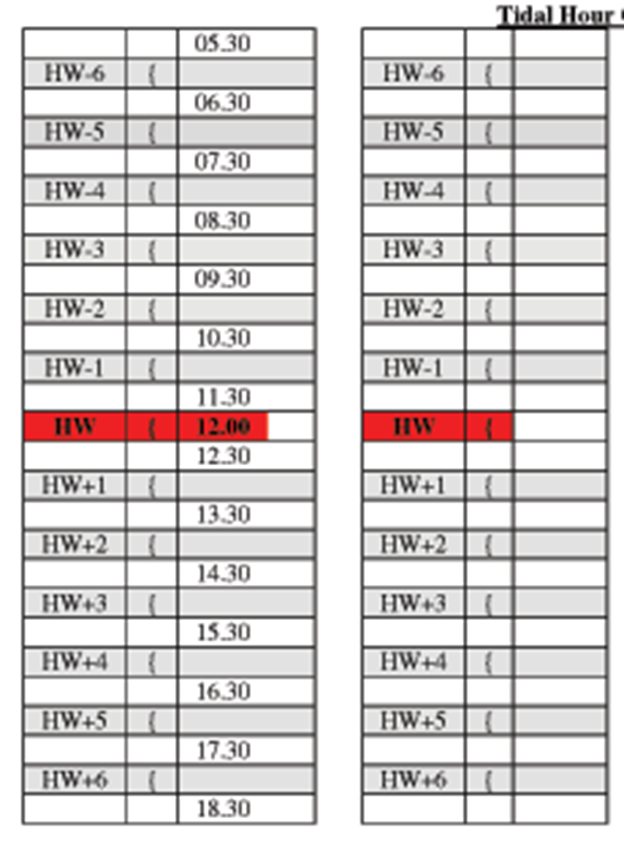 Tidal Hour
05.30
HW-6 { HW-6 {
06.30
HW-5 { HW-5 {
07.30
HW-4 { HW-4 {
08.30
HW-3 { HW-3 {
09.30
HW-2 { HW-2 {
10.30
HW-1 { HW-1 {
11.30
HW { 12.00 HW {
12.30
HW+1 { HW+1 {
13.30
HW+2 { HW+2 {
14.30
HW+3 { HW+3 {
15.30
HW+4 { HW+4 {
16.30
HW+5 { HW+5 {
17.30
HW+6 { HW+6 {
18.30